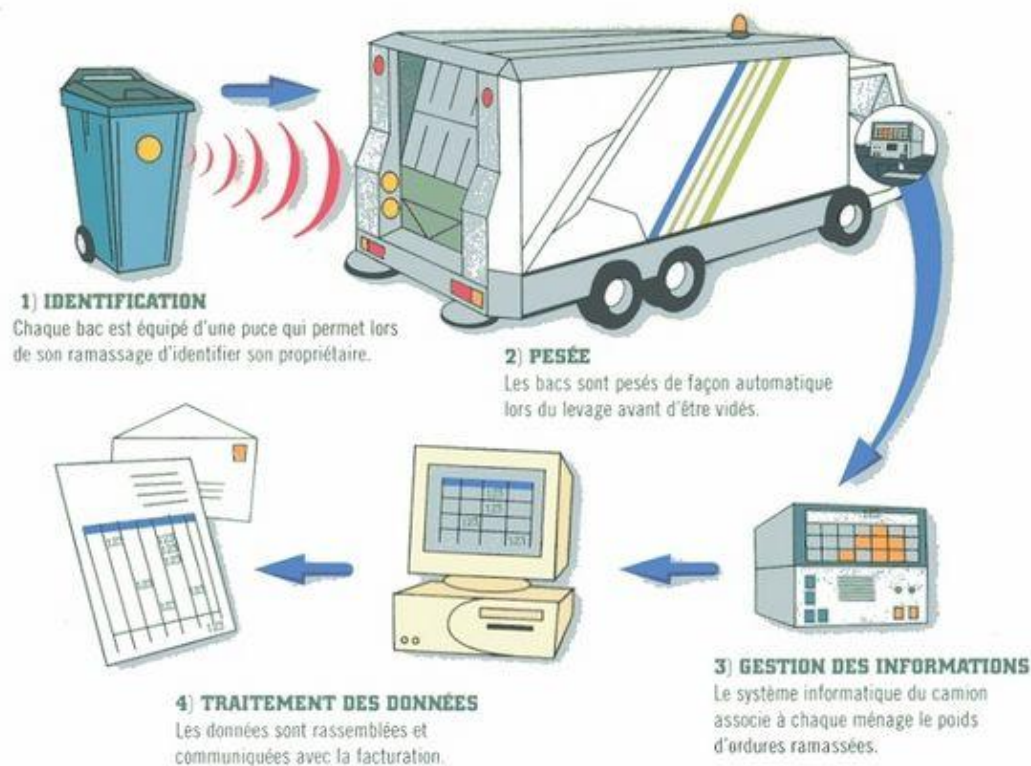 1) IDENTIFICATION
Chaque bac est équipé d'une puce qui permet lors
de son ramassage d'identifier son propriétaire.
2) PESÉE
Les bacs sont pesés de façon automatique
lors du levage avant d'être vidés.
3) GESTION DES INFORMATIONS
Le système informatique du camion
associe à chaque ménage le poids
d'ordures ramassées.
4) TRAITEMENT DES DONNÉES
Les données sont rassemblées et
communiquées avec la facturation.